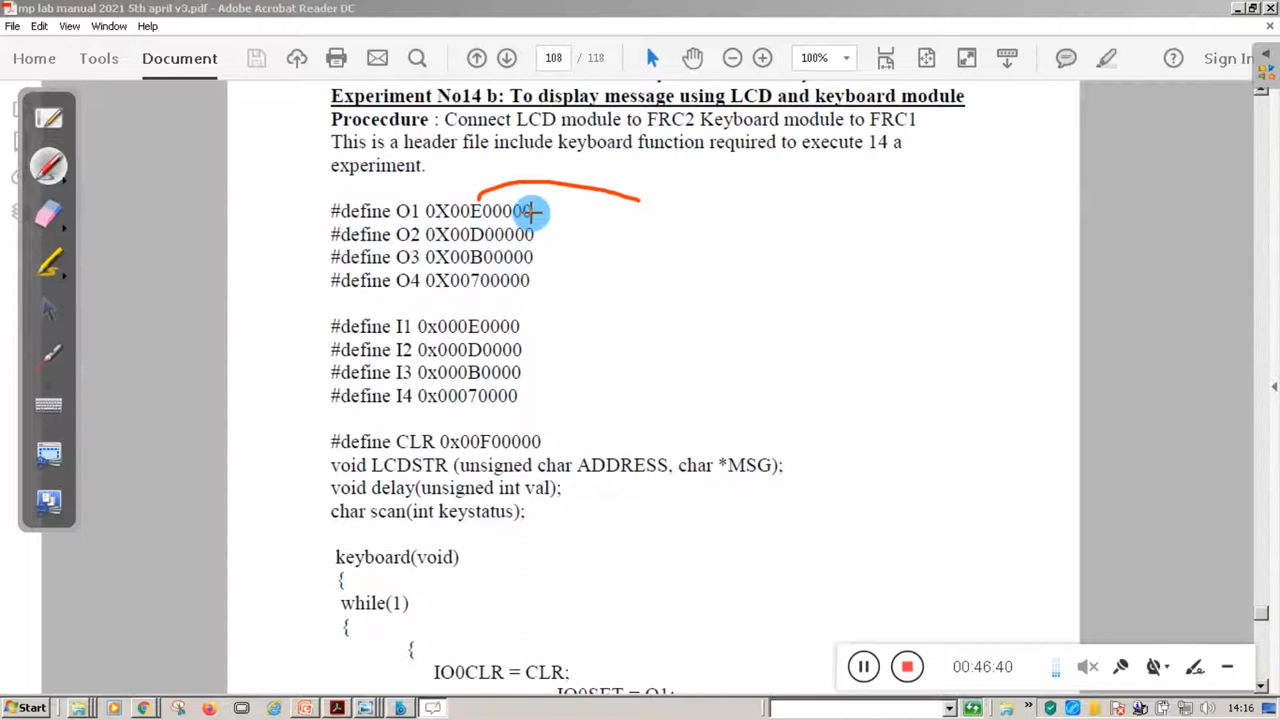 mp lab manual 2021 5th april v3.pdf - Adobe Acrobat Reader DC
File Edit View Window Help
Home Tools Document 108 / 118 100% Sign In
Experiment No14 b: To display message using LCD and keyboard module
Procecdure : Connect LCD module to FRC2 Keyboard module to FRC1
This is a header file include keyboard function required to execute 14 a
experiment.
#define O1 0X00E00000
#define O2 0X00D00000
#define O3 0X00B00000
#define O4 0X00700000
#define I1 0x000E0000
#define I2 0x000D0000
#define I3 0x000B0000
#define I4 0x00070000
#define CLR 0x00F00000
void LCDSTR (unsigned char ADDRESS, char *MSG);
void delay(unsigned int val);
char scan(int keystatus);
keyboard(void)
{
while(1)
{
{
IO0CLR = CLR;
IO0SET = O1;
00:46:40
Start 14:16